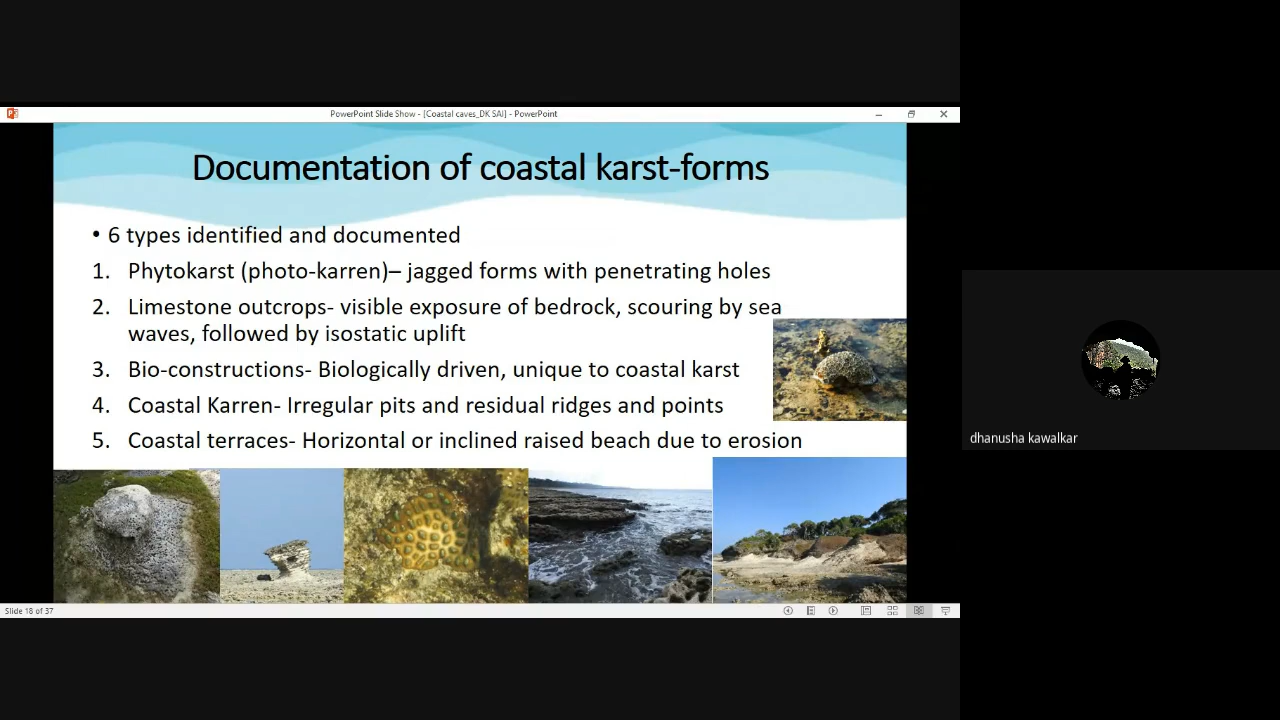 PowerPoint Slide Show - [Coastal caves_DK SAI] - PowerPoint
Documentation of coastal karst-forms
• 6 types identified and documented
1. Phytokarst (photo-karren)– jagged forms with penetrating holes
2. Limestone outcrops- visible exposure of bedrock, scouring by sea
waves, followed by isostatic uplift
3. Bio-constructions- Biologically driven, unique to coastal karst
4. Coastal Karren- Irregular pits and residual ridges and points
5. Coastal terraces- Horizontal or inclined raised beach due to erosion
dhanusha kawalkar
Slide 18 of 37